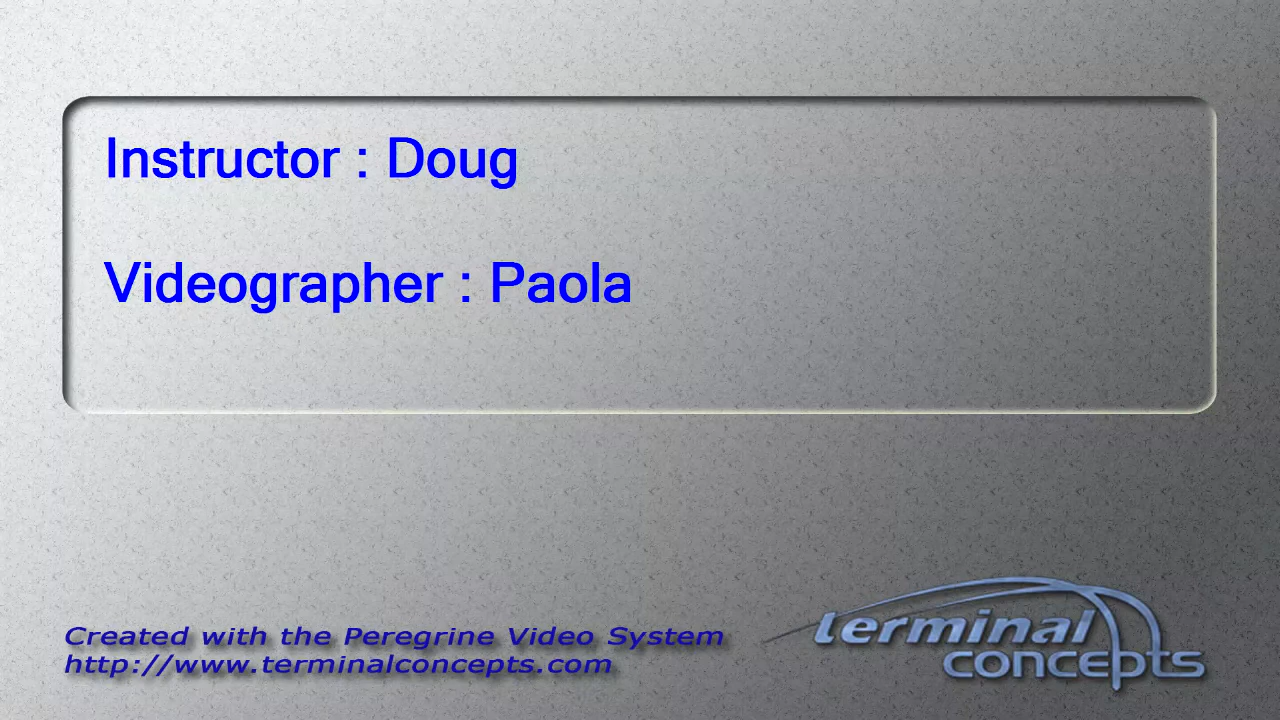 Instructor : Doug
Videographer : Paola
Created with the Peregrine Video System
http://www.terminalconcepts.com
terminal
concepts